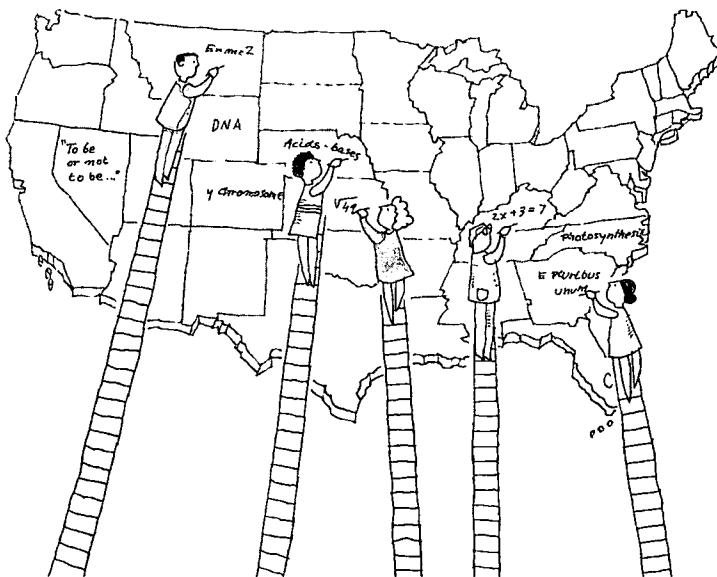 E=mc2
DNA
"To be
or not
to be..."
Acids-bases
y chromosome
√49
2x+3=7
Photosynthesis
E Pluribus
unum